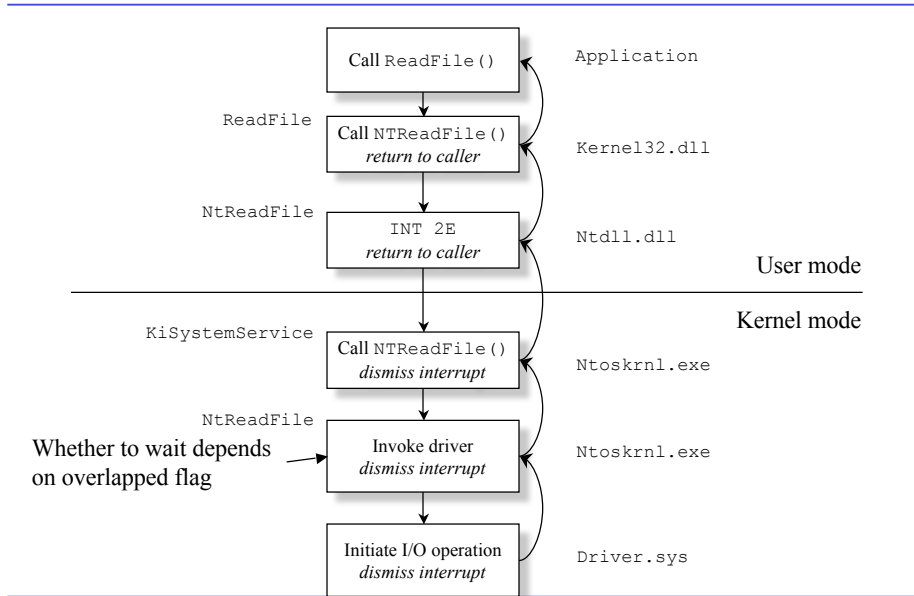 Call ReadFile()
Application
ReadFile
Call NTReadFile()
return to caller
Kernel32.dll
NtReadFile
INT 2E
return to caller
Ntdll.dll
User mode
Kernel mode
KiSystemService
Call NTReadFile()
dismiss interrupt
Ntoskrnl.exe
NtReadFile
Whether to wait depends
on overlapped flag
Invoke driver
dismiss interrupt
Ntoskrnl.exe
Initiate I/O operation
dismiss interrupt
Driver.sys